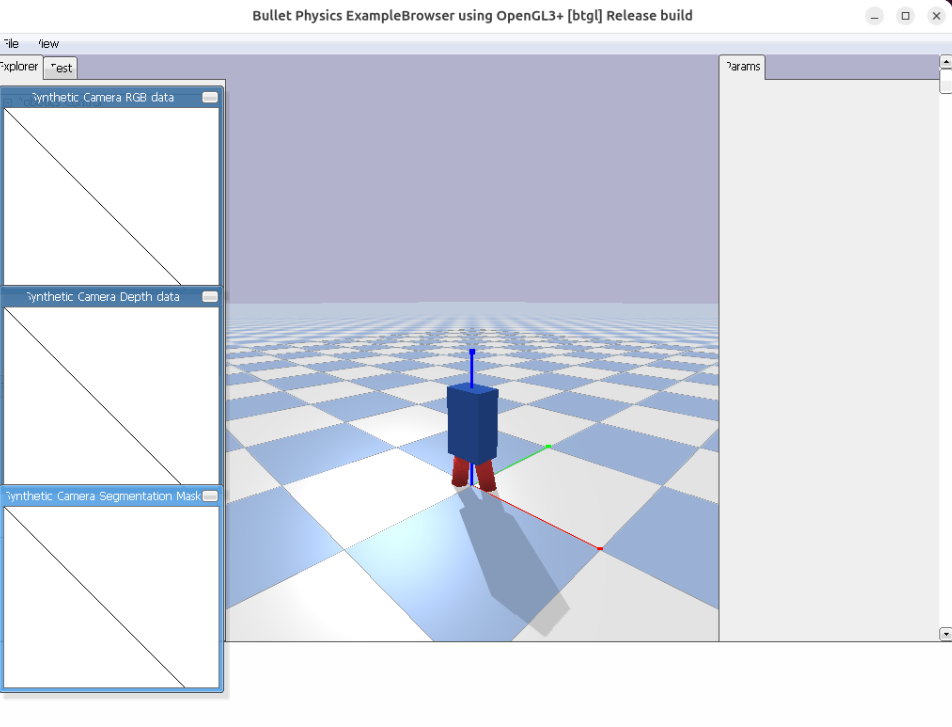 Bullet Physics ExampleBrowser using OpenGL3+ [btgl] Release build
File View
Explorer Test
Params
Synthetic Camera RGB data
Synthetic Camera Depth data
Synthetic Camera Segmentation Mask